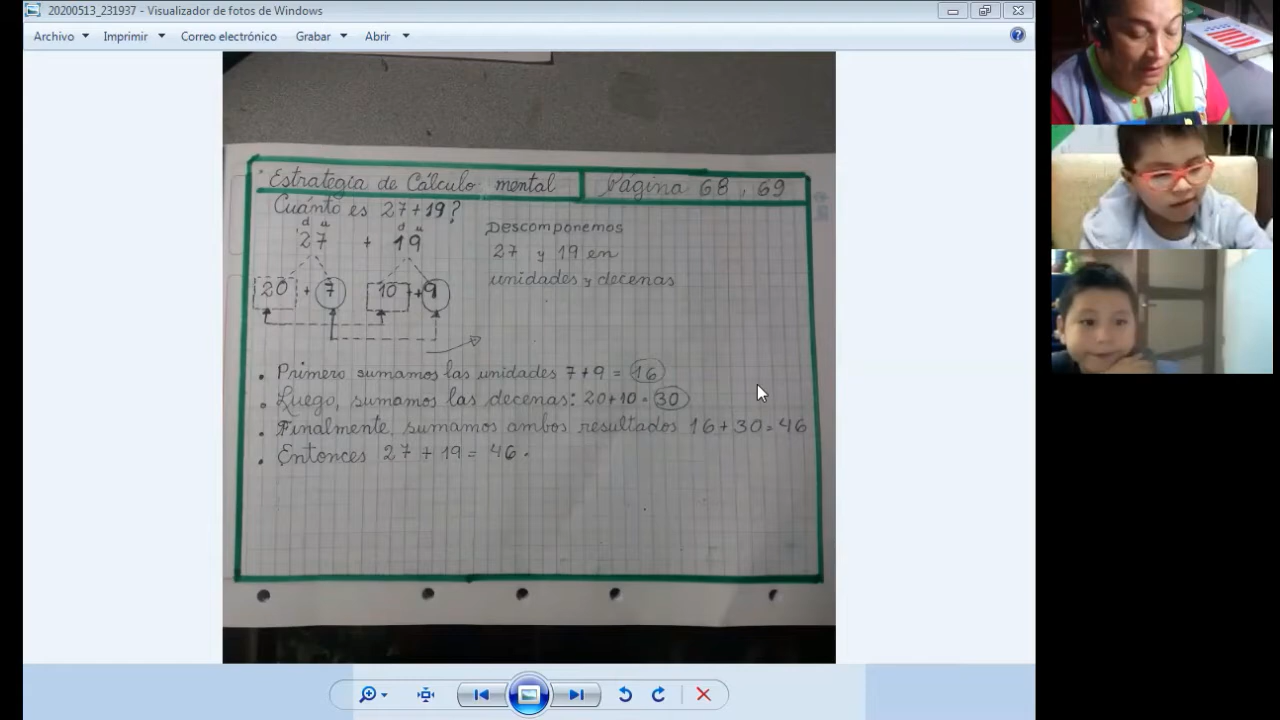 20200513_231937 - Visualizador de fotos de Windows
Archivo Imprimir Correo electrónico Grabar Abrir
Estrategia de Cálculo mental Página 68, 69
Cuánto es 27+19?
d u d u
27 + 19
20 + 7 10 + 9
Descomponemos
27 y 19 en
unidades y decenas
• Primero sumamos las unidades 7+9 = 16
• Luego, sumamos las decenas: 20+10=30
• Finalmente, sumamos ambos resultados 16+30=46
• Entonces 27 + 19 = 46.